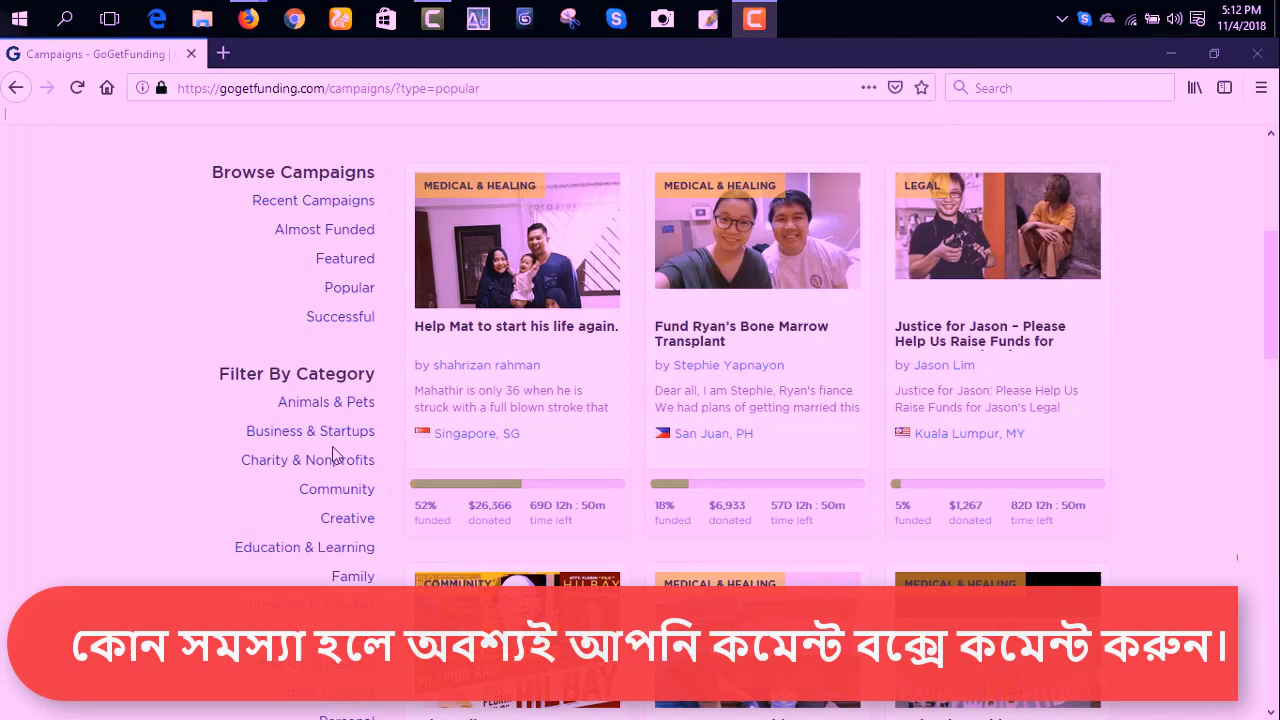 5:12 PM
11/4/2018
Campaigns - GoGetFunding |
https://gogetfunding.com/campaigns/?type=popular
Search
Browse Campaigns
Recent Campaigns
Almost Funded
Featured
Popular
Successful
Filter By Category
Animals & Pets
Business & Startups
Charity & Nonprofits
Community
Creative
Education & Learning
Family
MEDICAL & HEALING
Help Mat to start his life again.
by shahrizan rahman
Mahathir is only 36 when he is
struck with a full blown stroke that
Singapore, SG
52% $26,366 69D 12h : 50m
funded donated time left
MEDICAL & HEALING
Fund Ryan's Bone Marrow
Transplant
by Stephie Yapnayon
Dear all, I am Stephie, Ryan's fiance.
We had plans of getting married this
San Juan, PH
18% $6,933 57D 12h : 50m
funded donated time left
LEGAL
Justice for Jason – Please
Help Us Raise Funds for
by Jason Lim
Justice for Jason: Please Help Us
Raise Funds for Jason's Legal
Kuala Lumpur, MY
5% $1,267 82D 12h : 50m
funded donated time left
COMMUNITY
HILBAY
MEDICAL & HEALING
MEDICAL & HEALING
কোন সমস্যা হলে অবশ্যই আপনি কমেন্ট বক্সে কমেন্ট করুন।
HILBAY
Personal